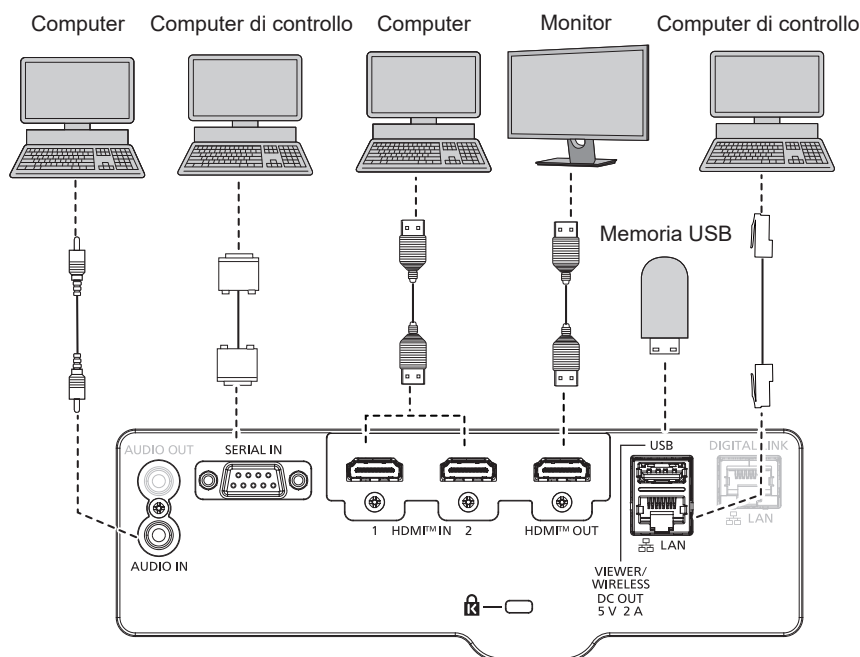 Computer
Computer di controllo
Computer
Monitor
Computer di controllo
Memoria USB
AUDIO OUT
SERIAL IN
USB
DIGITAL LINK
1 HDMI™ IN 2
HDMI™ OUT
LAN
LAN
AUDIO IN
VIEWER/
WIRELESS
DC OUT
5 V 2 A
K